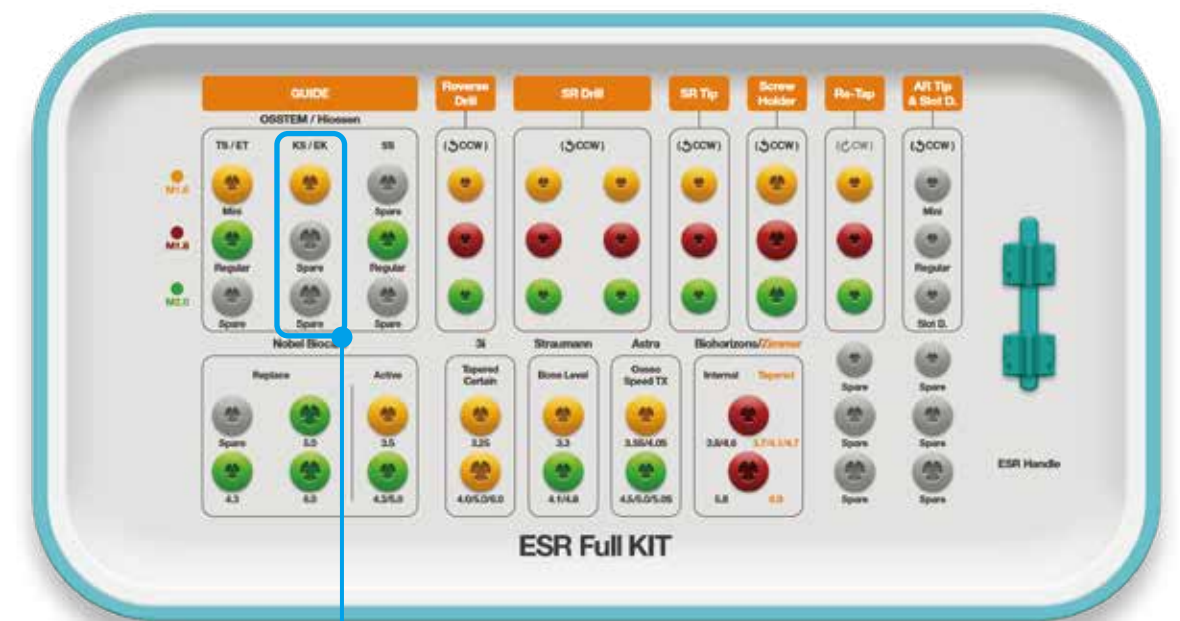 GUIDE Reverse Drill SR Drill SR Tip Screw Holder Re-Tap AR Tip & Slot D.
OSSTEM / Hiossen
TS / ET KS / EK SS (CCW) (CCW) (CCW) (CCW) (CCW)
M1.6
Mini Spare Mini
M1.8
Regular Spare Regular Regular
M2.0
Spare Spare Spare Slot D.
3i Straumann Astra Biohorizons/Zimmer
Replace Active Tapered Certain Bone Level Osseo Speed TX Internal Tapered
Spare Spare
Spare 5.0 3.5 3.25 3.3 3.5S/4.0S 3.8/4.6 3.7/4.1/4.7 Spare Spare
ESR Handle
4.3 6.0 4.3/5.0 4.0/5.0/6.0 4.1/4.8 4.5/5.0/5.0S 5.8 6.0 Spare Spare
ESR Full KIT